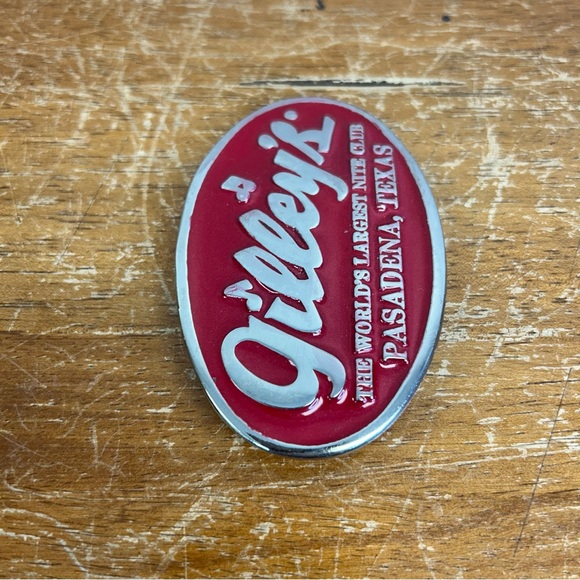 gilley's
THE WORLD'S LARGEST NITE CLUB
PASADENA, TEXAS